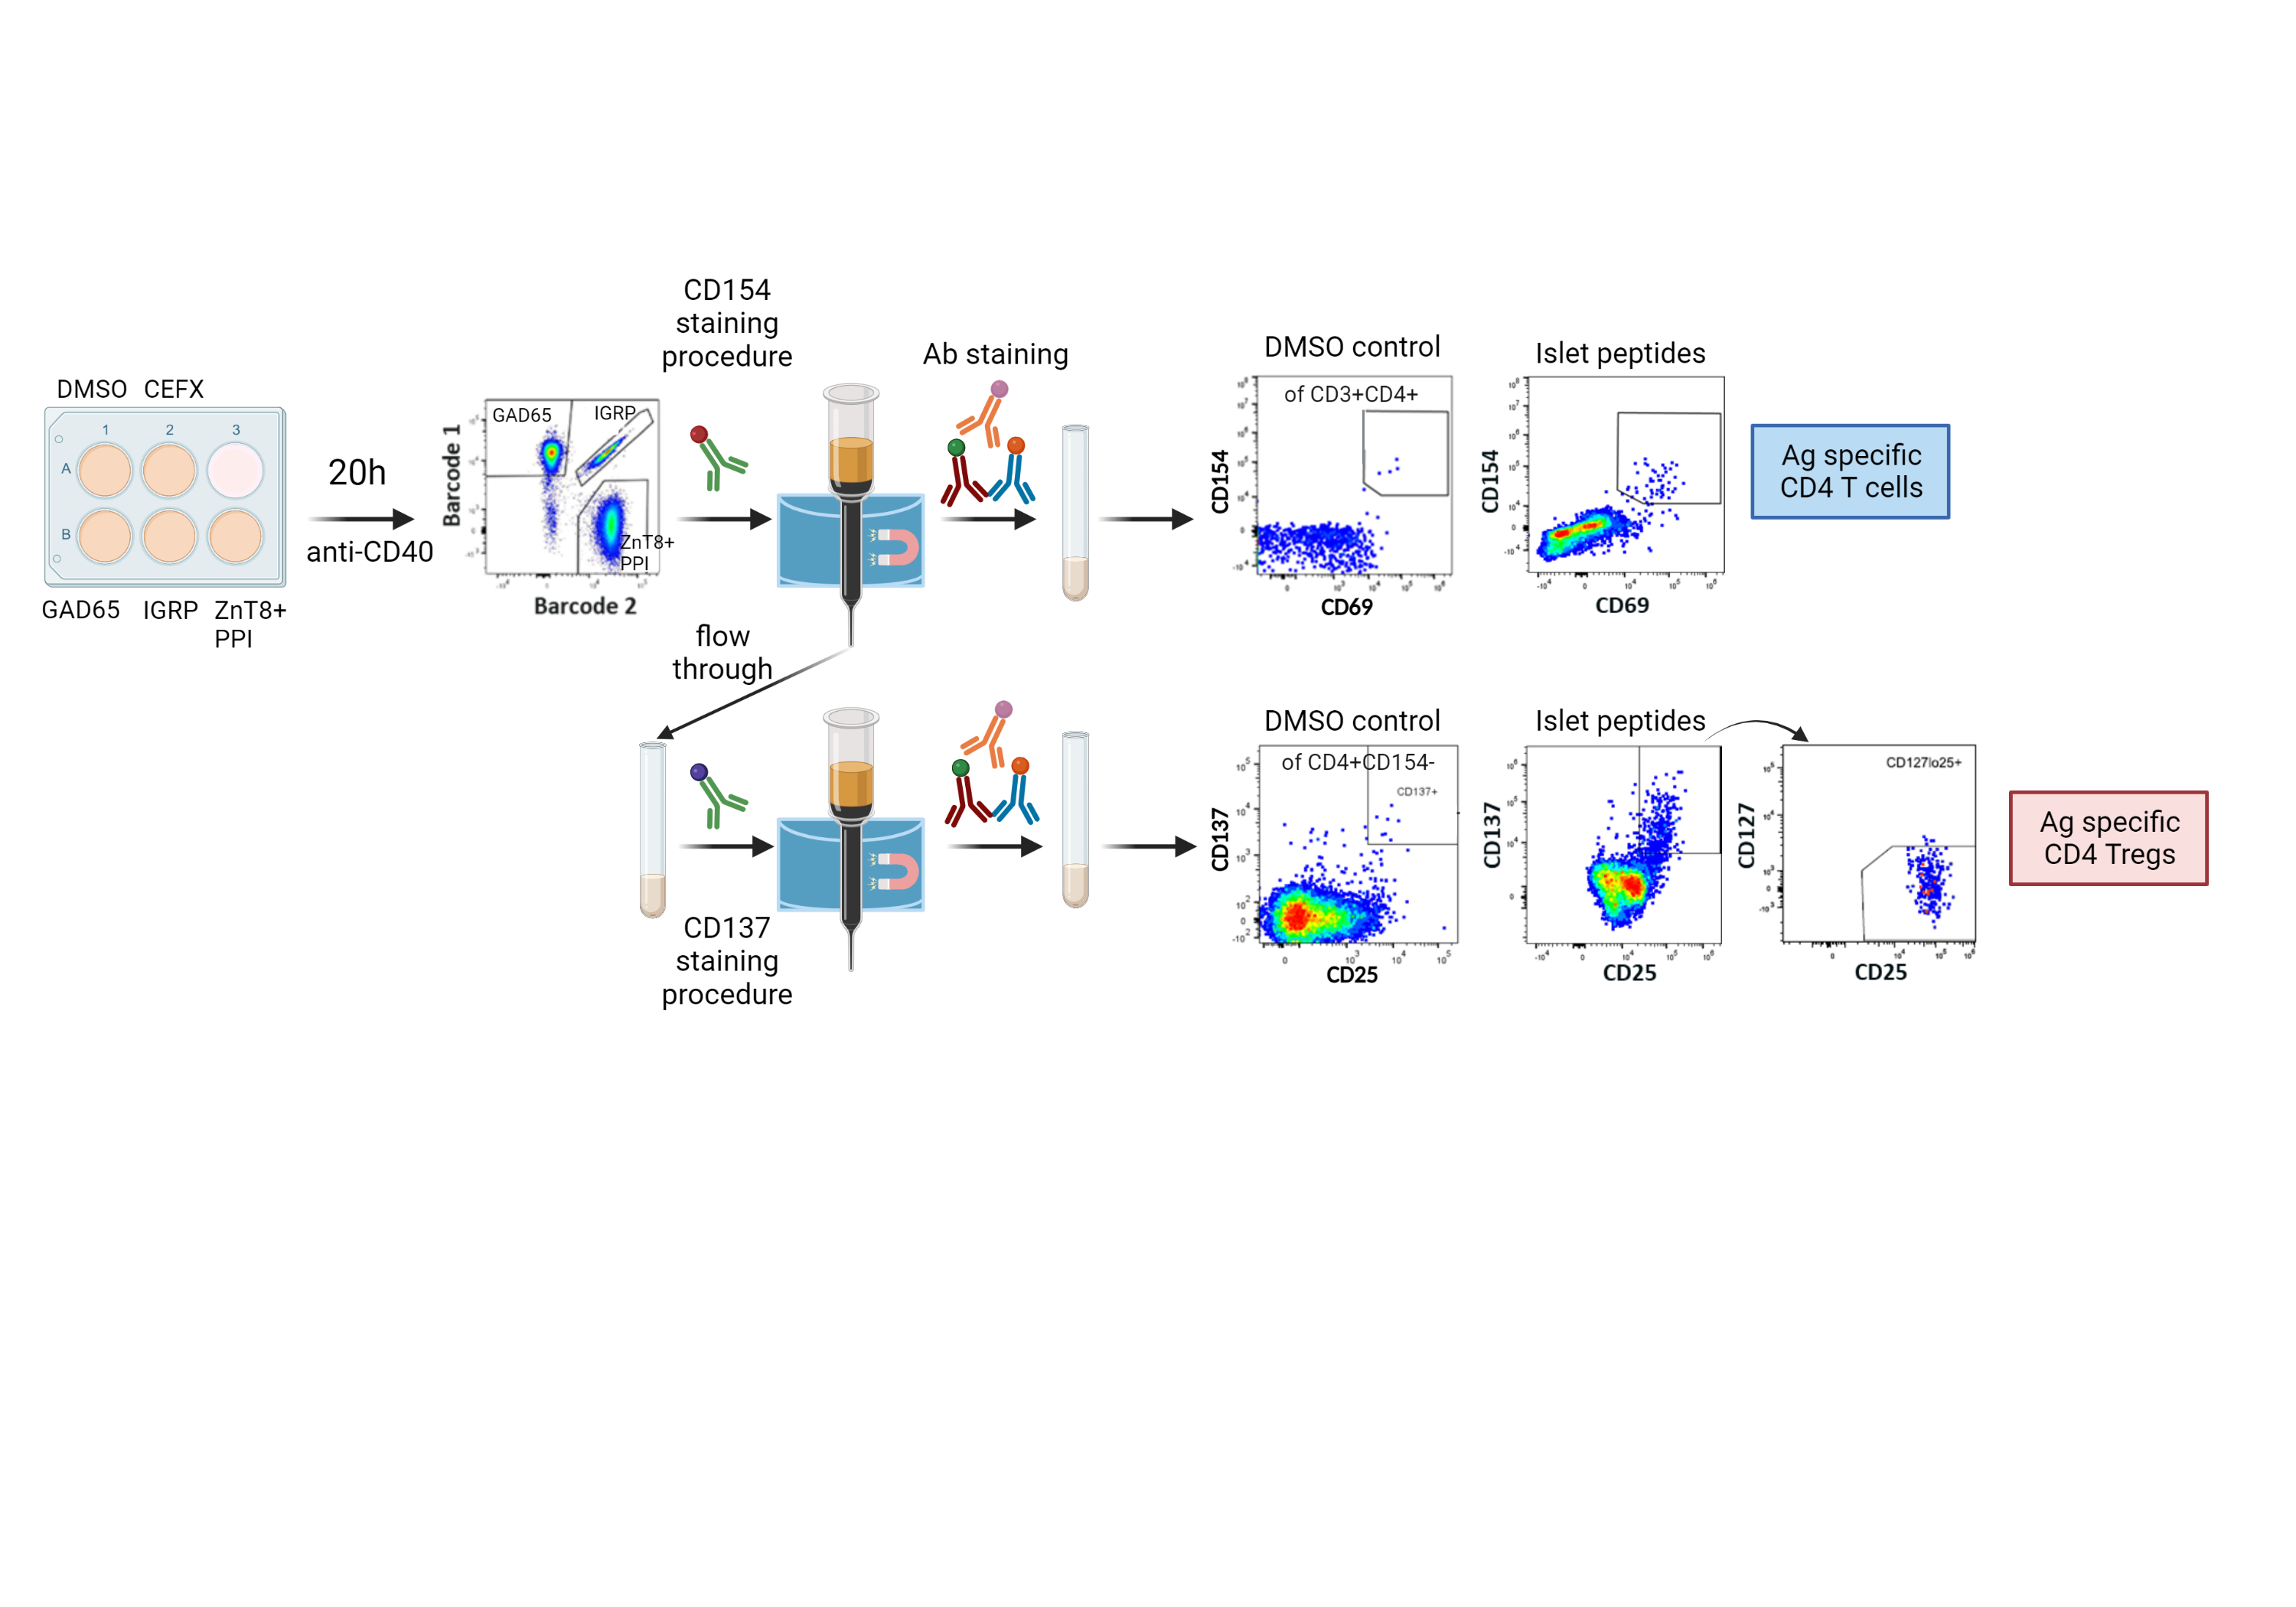 CD154
staining
procedure
Ab staining
DMSO control
Islet peptides
DMSO CEFX
1 2 3
A
B
GAD65 IGRP ZnT8+
PPI
20h
anti-CD40
Barcode 1
GAD65
IGRP
ZnT8+
PPI
Barcode 2
of CD3+CD4+
CD154
CD69
CD154
CD69
Ag specific
CD4 T cells
flow
through
CD137
staining
procedure
DMSO control
of CD4+CD154-
CD137+
CD137
CD25
Islet peptides
CD137
CD25
CD127lo25+
CD127
CD25
Ag specific
CD4 Tregs